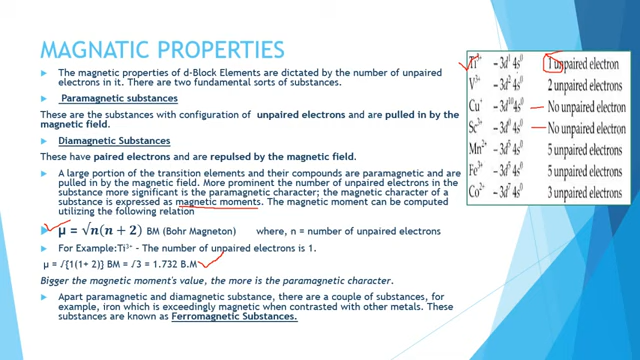 MAGNATIC PROPERTIES
The magnetic properties of d-Block Elements are dictated by the number of unpaired
electrons in it. There are two fundamental sorts of substances.
Paramagnetic substances
These are the substances with configuration of unpaired electrons and are pulled in by
the magnetic field.
Diamagnetic Substances
These have paired electrons and are repulsed by the magnetic field.
A large portion of the transition elements and their compounds are paramagnetic and are
pulled in by the magnetic field. More prominent the number of unpaired electrons in the
substance more significant is the paramagnetic character; the magnetic character of a
substance is expressed as magnetic moments. The magnetic moment can be computed
utilizing the following relation
μ = √n(n + 2) BM (Bohr Magneton) where, n = number of unpaired electrons
For Example:Ti³⁺ – The number of unpaired electrons is 1.
μ = √{1(1+ 2)} BM = √3 = 1.732 B.M
Bigger the magnetic moment's value, the more is the paramagnetic character.
Apart paramagnetic and diamagnetic substance, there are a couple of substances, for
example, iron which is exceedingly magnetic when contrasted with other metals. These
substances are known as Ferromagnetic Substances.
Ti³⁺ – 3d¹ 4s⁰ 1 unpaired electron
V³⁺ – 3d² 4s⁰ 2 unpaired electron
Cu⁺ – 3d¹⁰ 4s⁰ No unpaired electron
Sc³⁺ – 3d⁰ 4s⁰ No unpaired electron
Mn²⁺ – 3d⁵ 4s⁰ 5 unpaired electron
Fe³⁺ – 3d⁵ 4s⁰ 5 unpaired electron
Co²⁺ – 3d⁷ 4s⁰ 3 unpaired electron